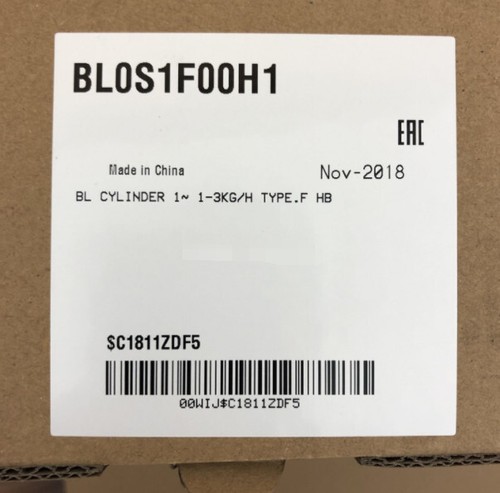 BL0S1F00H1
EAC
Made in China
Nov-2018
BL CYLINDER 1~ 1-3KG/H TYPE.F HB
$C1811ZDF5
00WIJ$C1811ZDF5